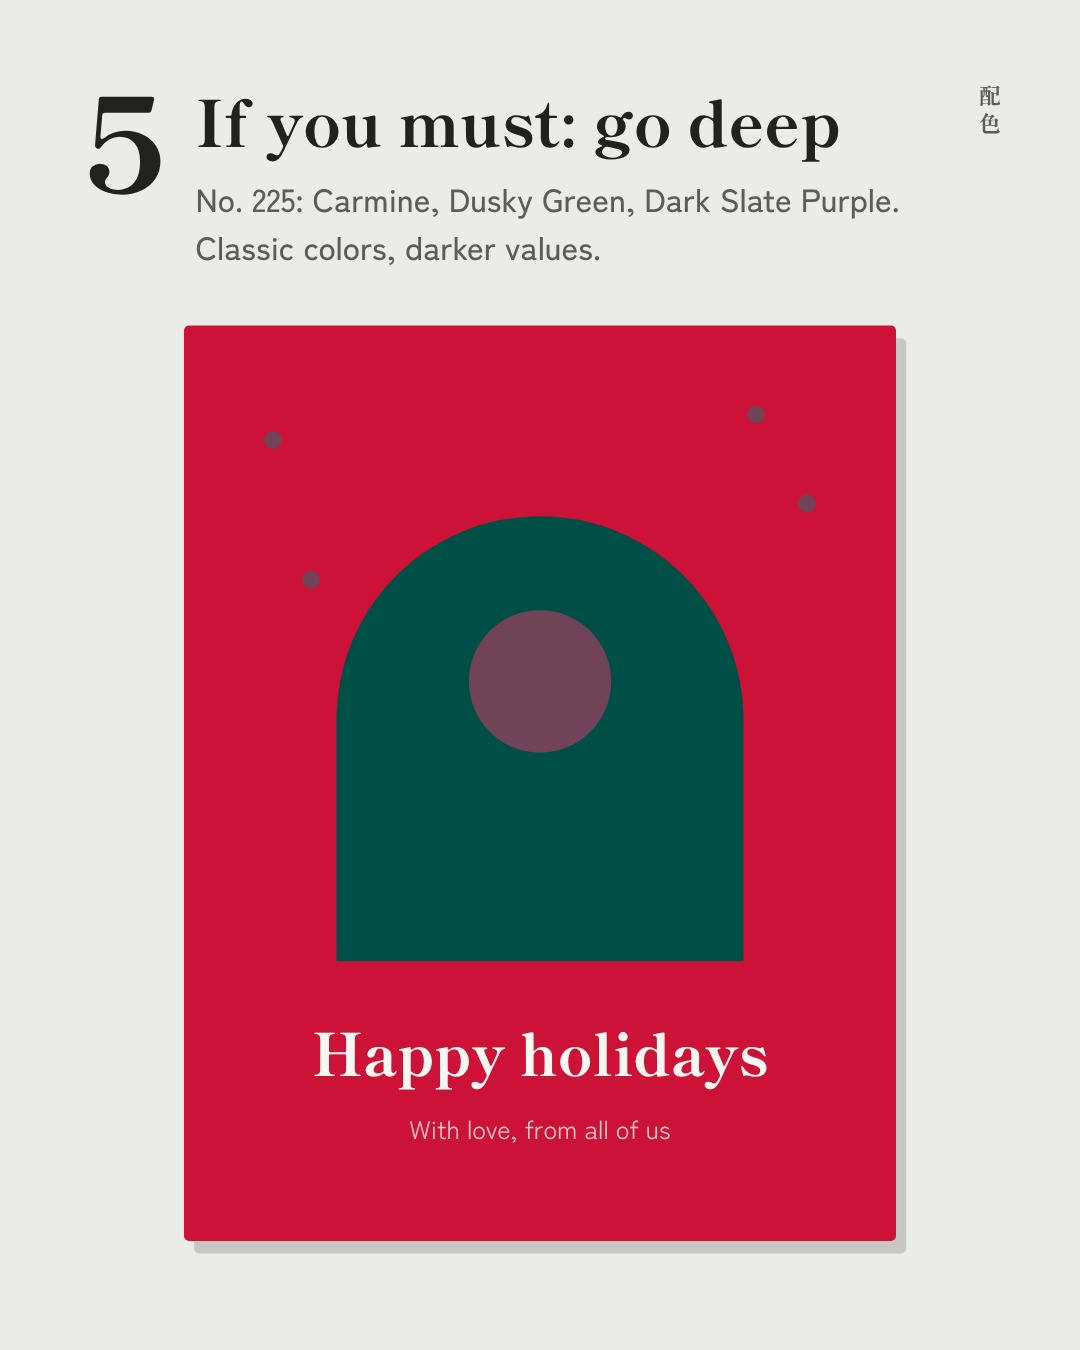 5
If you must: go deep
No. 225: Carmine, Dusky Green, Dark Slate Purple.
Classic colors, darker values.
配色
Happy holidays
With love, from all of us